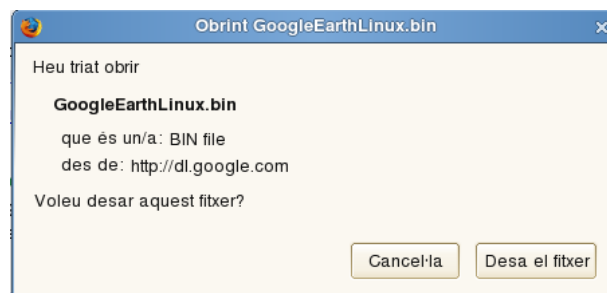 Obrint GoogleEarthLinux.bin
Heu triat obrir
GoogleEarthLinux.bin
que és un/a: BIN file
des de: http://dl.google.com
Voleu desar aquest fitxer?
Cancel·la Desa el fitxer